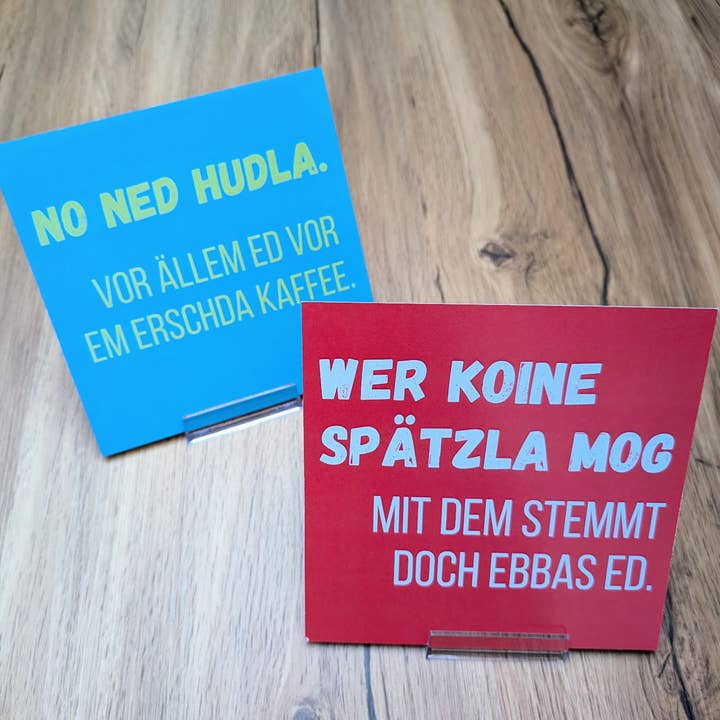 NO NED HUDLA.
VOR ÄLLEM ED VOR
EM ERSCHDA KAFFEE.
WER KOINE
SPÄTZLA MOG
MIT DEM STEMMT
DOCH EBBAS ED.